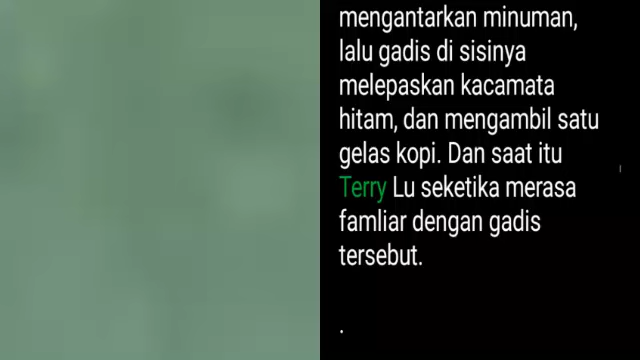 mengantarkan minuman,
lalu gadis di sisinya
melepaskan kacamata
hitam, dan mengambil satu
gelas kopi. Dan saat itu
Terry Lu seketika merasa
famliar dengan gadis
tersebut.
.